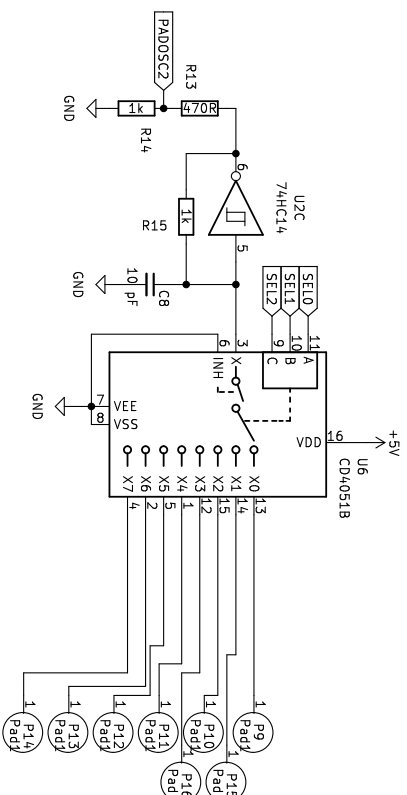 PADOSC2
R13
470R
1k
R14
GND
6
U2C
74HC14
5
R15
1k
C8
10 pF
GND
SEL0
SEL1
SEL2
11
10
9
A
B
C
3
6
X
INH
7
8
VEE
VSS
GND
VDD
16
+5V
U6
CD4051B
X0
X1
X2
X3
X4
X5
X6
X7
13
14
15
12
1
5
2
4
1
P9
Pad1
1
P15
Pad
1
P10
Pad1
1
P16
Pad
1
P11
Pad1
1
P12
Pad1
1
P13
Pad1
1
P14
Pad1